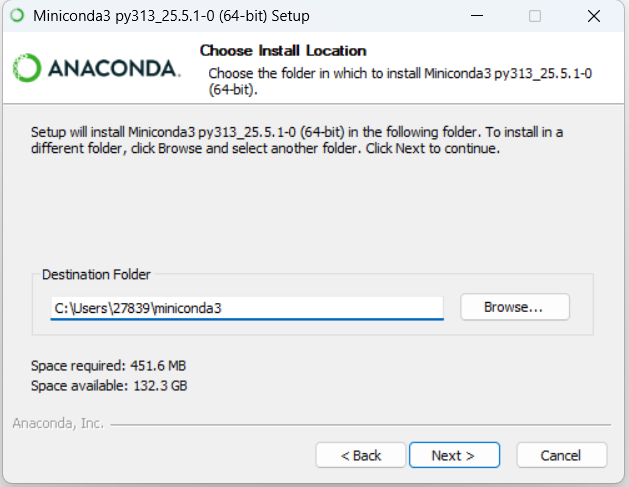 Miniconda3 py313_25.5.1-0 (64-bit) Setup
ANACONDA.
Choose Install Location
Choose the folder in which to install Miniconda3 py313_25.5.1-0
(64-bit).
Setup will install Miniconda3 py313_25.5.1-0 (64-bit) in the following folder. To install in a
different folder, click Browse and select another folder. Click Next to continue.
Destination Folder
C:\Users\27839\miniconda3
Browse...
Space required: 451.6 MB
Space available: 132.3 GB
Anaconda, Inc.
< Back
Next >
Cancel